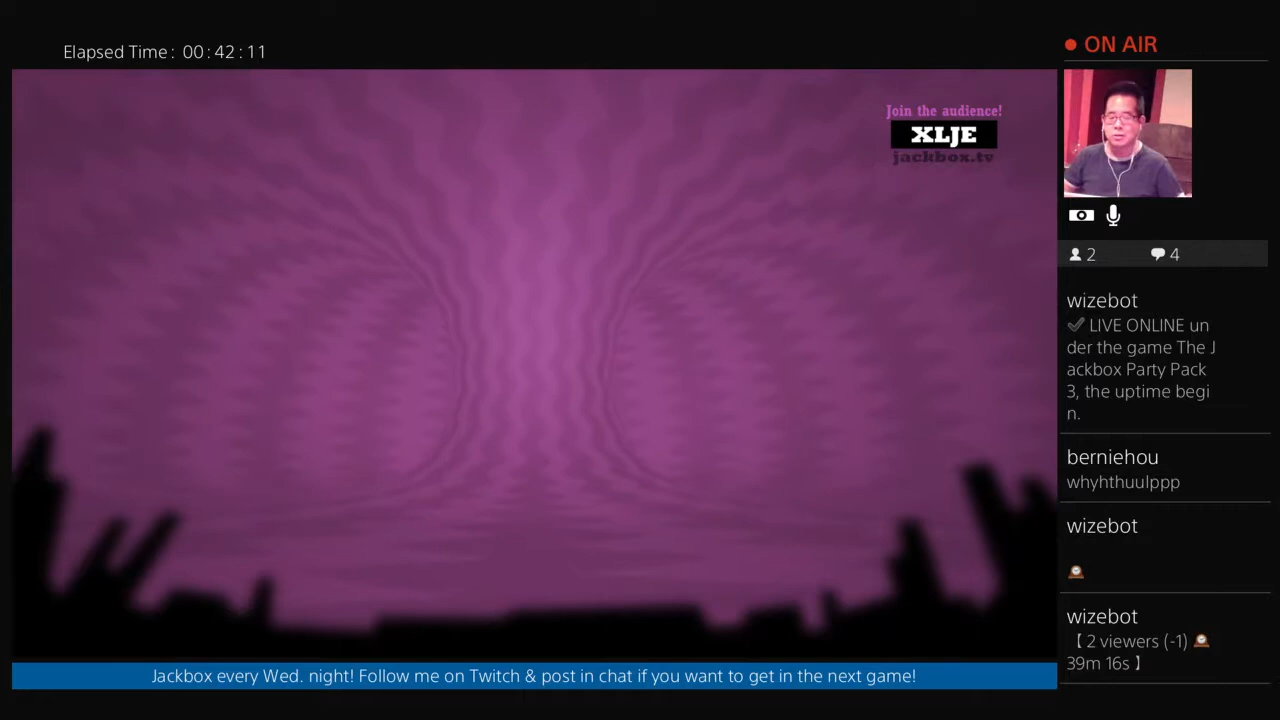 Elapsed Time: 00:42:11
ON AIR
Join the audience!
XLJE
jackbox.tv
2
4
wizebot
LIVE ONLINE un
der the game The J
ackbox Party Pack
3, the uptime begi
n.
berniehou
whyhthuulppp
wizebot
wizebot
【 2 viewers (-1)
39m 16s 】
Jackbox every Wed. night! Follow me on Twitch & post in chat if you want to get in the next game!